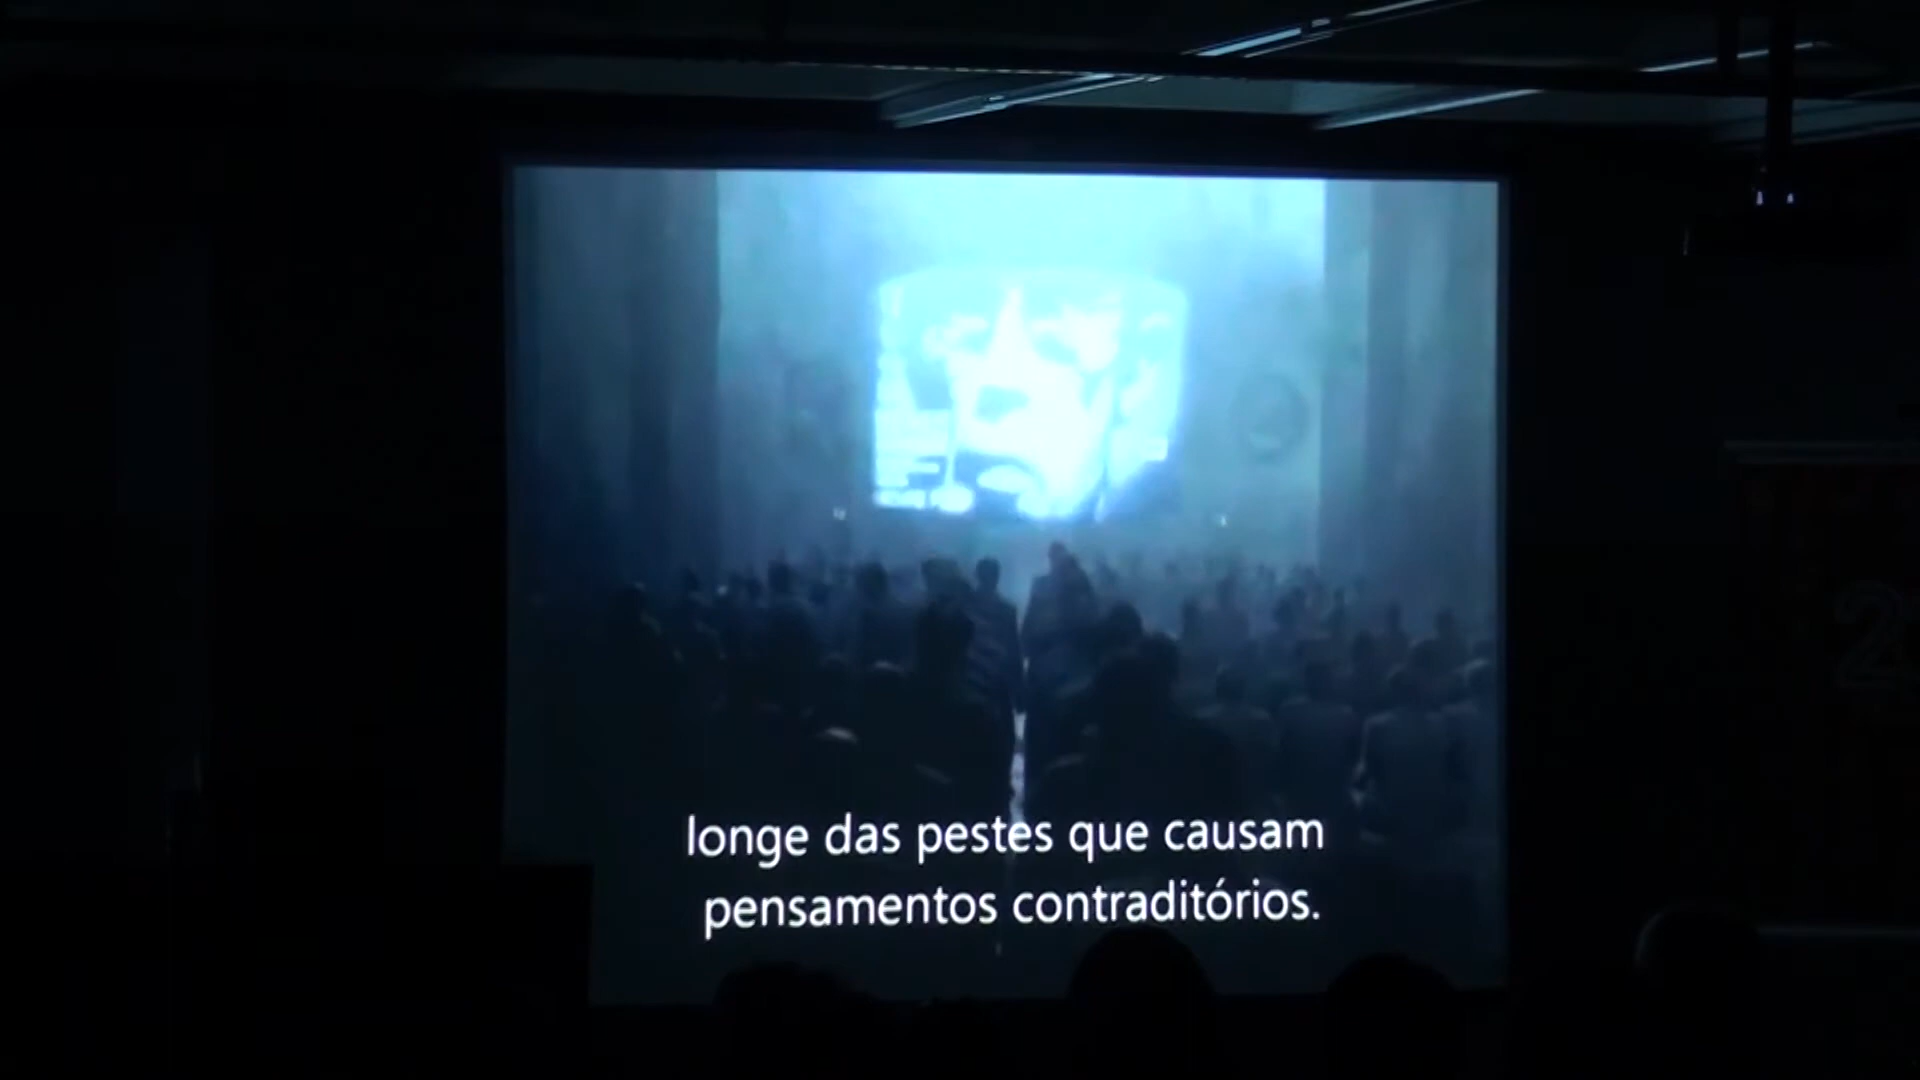 longe das pestes que causam
pensamentos contraditórios.